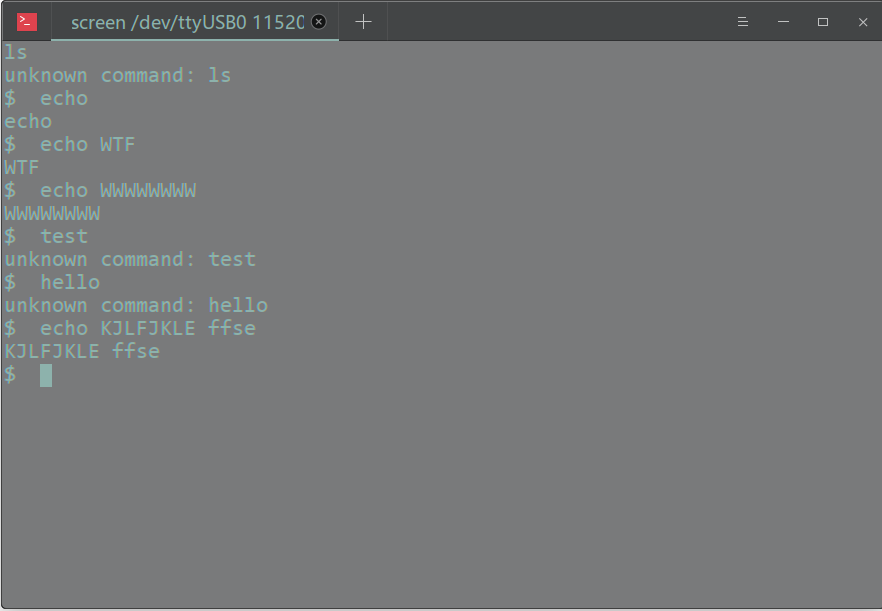 screen /dev/ttyUSB0 11520
ls
unknown command: ls
$  echo
echo
$  echo WTF
WTF
$  echo WWWWWWWW
WWWWWWWW
$  test
unknown command: test
$  hello
unknown command: hello
$  echo KJLFJKLE ffse
KJLFJKLE ffse
$